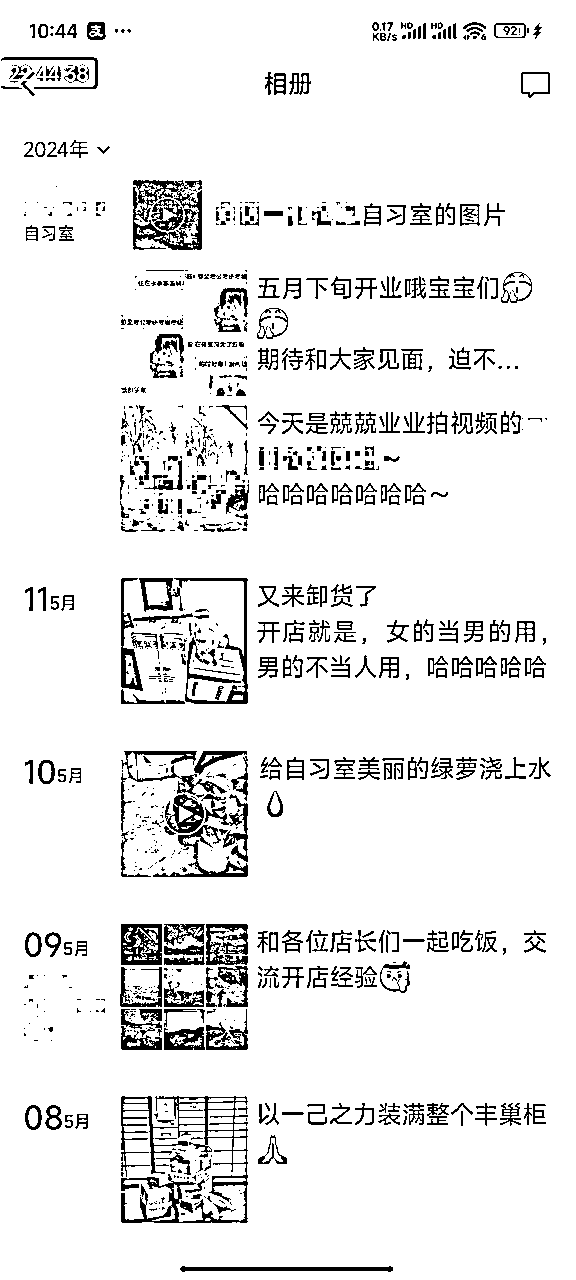 10:44 支 ···
0.17 KB/s HD HD 92
22:44:38
相册
2024年
自习室的图片
自习室
五月下旬开业哦宝宝们
期待和大家见面，迫不...
今天是兢兢业业拍视频的一
~
哈哈哈哈哈哈哈～
11 5月
又来卸货了
开店就是，女的当男的用，
男的不当人用，哈哈哈哈哈
10 5月
给自习室美丽的绿萝浇上水
09 5月
和各位店长们一起吃饭，交
流开店经验
08 5月
以一己之力装满整个丰巢柜